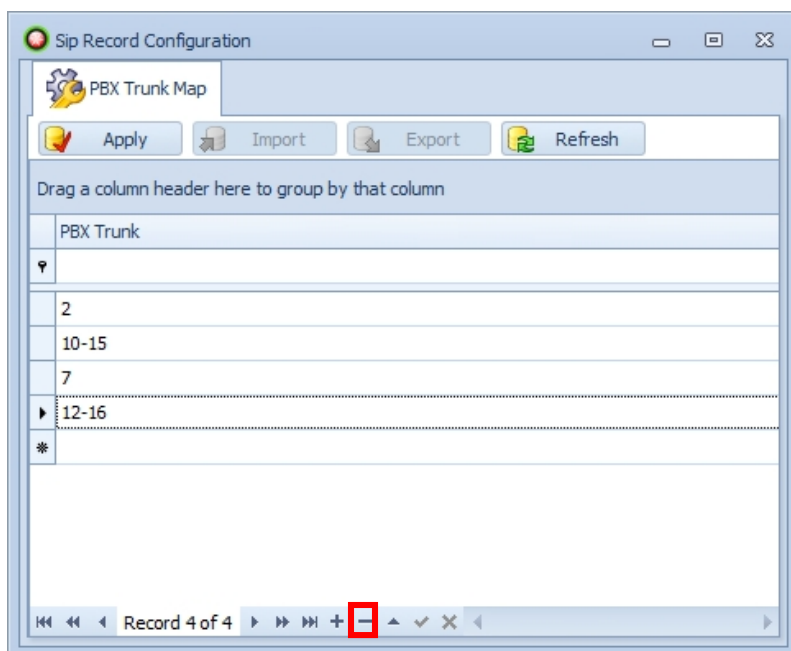 Sip Record Configuration
PBX Trunk Map
Apply Import Export Refresh
Drag a column header here to group by that column
PBX Trunk
2
10-15
7
12-16
Record 4 of 4